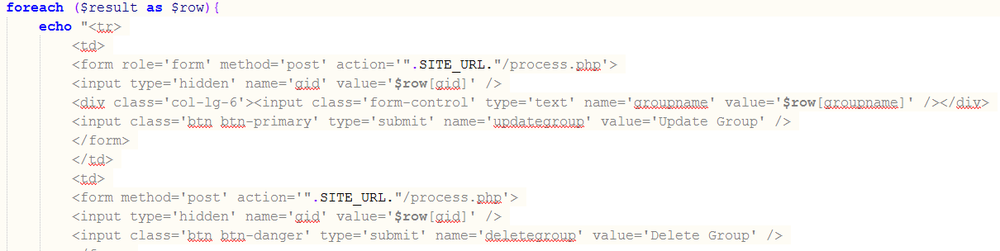 foreach ($result as $row){
echo "<tr>
<td>
<form role='form' method='post' action='".SITE_URL."/process.php'>
<input type='hidden' name='gid' value='$row[gid]' />
<div class='col-lg-6'><input class='form-control' type='text' name='groupname' value='$row[groupname]' /></div>
<input class='btn btn-primary' type='submit' name='updategroup' value='Update Group' />
</form>
</td>
<td>
<form method='post' action='".SITE_URL."/process.php'>
<input type='hidden' name='gid' value='$row[gid]' />
<input class='btn btn-danger' type='submit' name='deletegroup' value='Delete Group' />